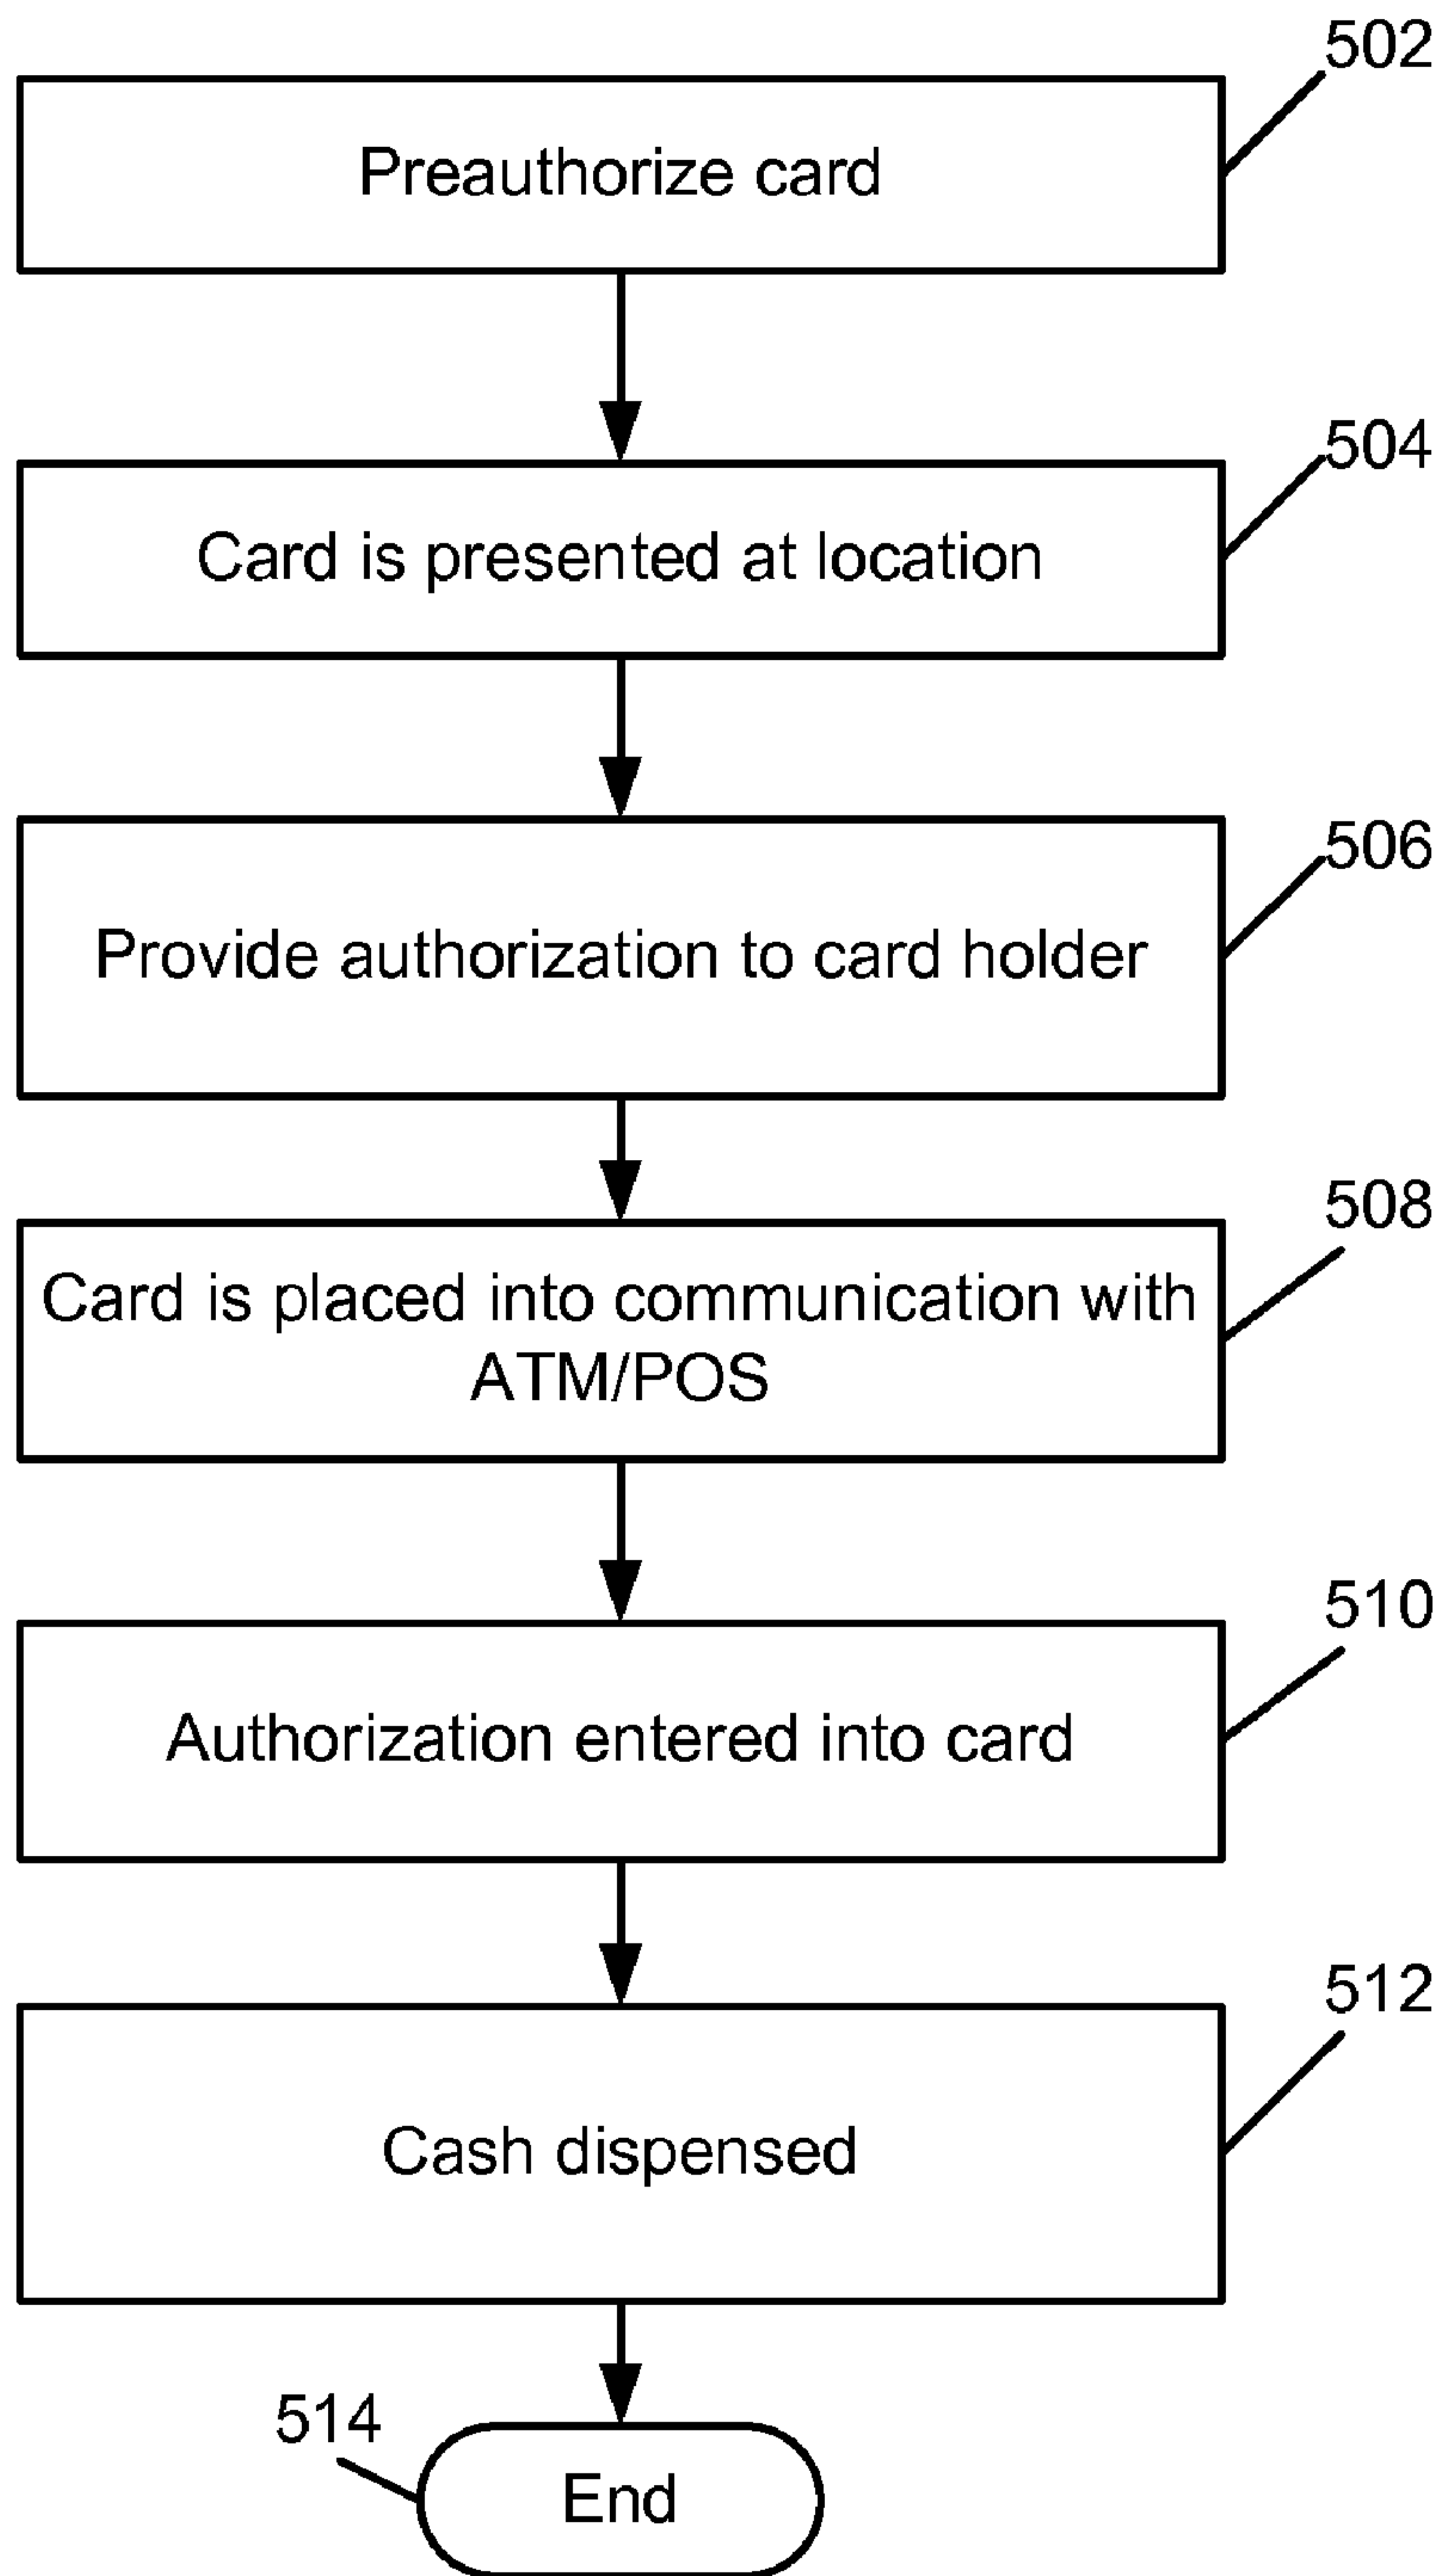 502
Preauthorize card
504
Card is presented at location
506
Provide authorization to card holder
508
Card is placed into communication with
ATM/POS
510
Authorization entered into card
512
Cash dispensed
514
End